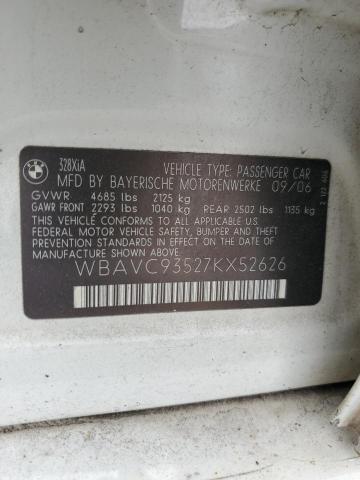 BMW
328XiA
VEHICLE TYPE: PASSENGER CAR
MFD BY BAYERISCHE MOTORENWERKE 09/06
GVWR 4685 lbs 2125 kg
GAWR FRONT 2293 lbs 1040 kg REAR 2502 lbs 1135 kg
THIS VEHICLE CONFORMS TO ALL APPLICABLE
FEDERAL MOTOR VEHICLE SAFETY, BUMPER AND THEFT
PREVENTION STANDARDS IN EFFECT ON THE DATE OF
MANUFACTURE SHOWN ABOVE.
WBAVC93527KX52626